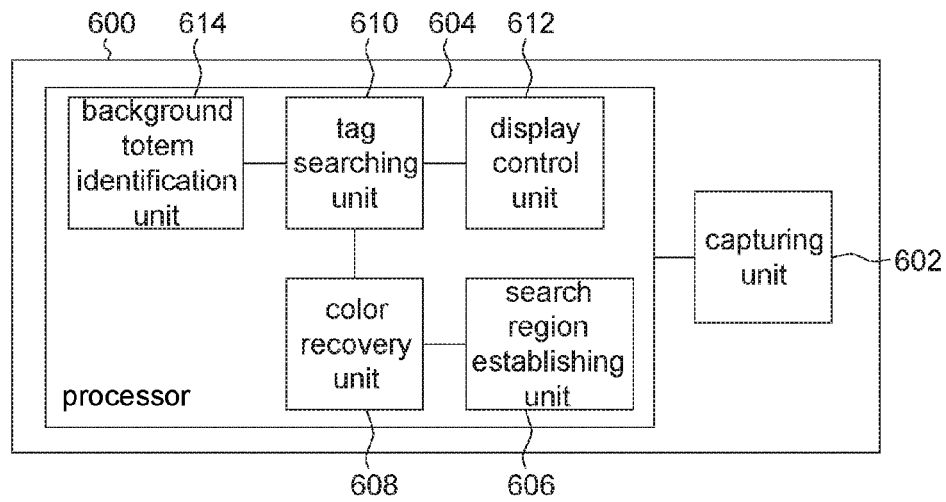 600
614
610
604
612
background
totem
identification
unit
tag
searching
unit
display
control
unit
capturing
unit
602
color
recovery
unit
search
region
establishing
unit
processor
608
606